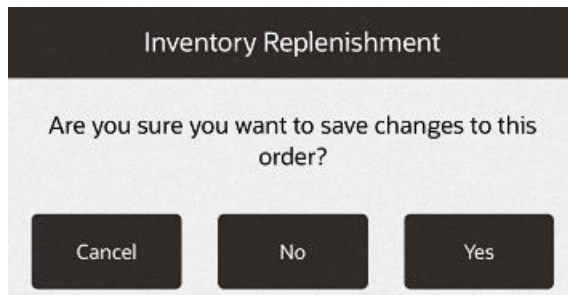 Inventory Replenishment
Are you sure you want to save changes to this
order?
Cancel No Yes